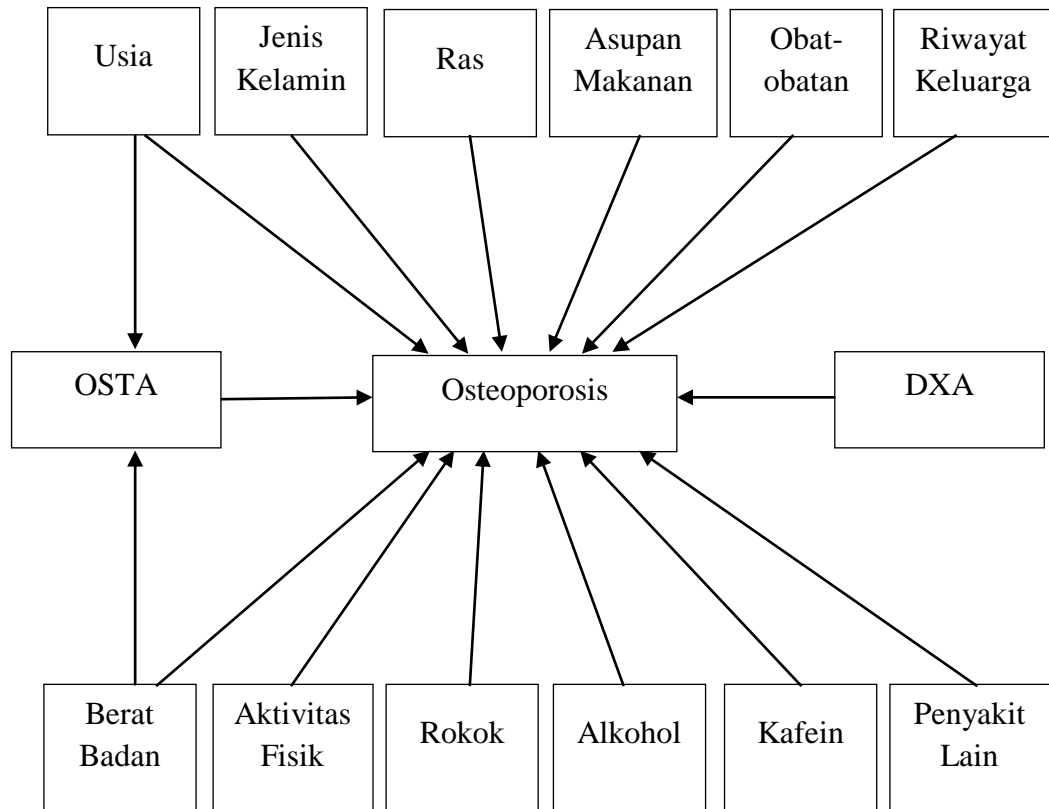 Usia
Jenis
Kelamin
Ras
Asupan
Makanan
Obat-
obatan
Riwayat
Keluarga
OSTA
Osteoporosis
DXA
Berat
Badan
Aktivitas
Fisik
Rokok
Alkohol
Kafein
Penyakit
Lain